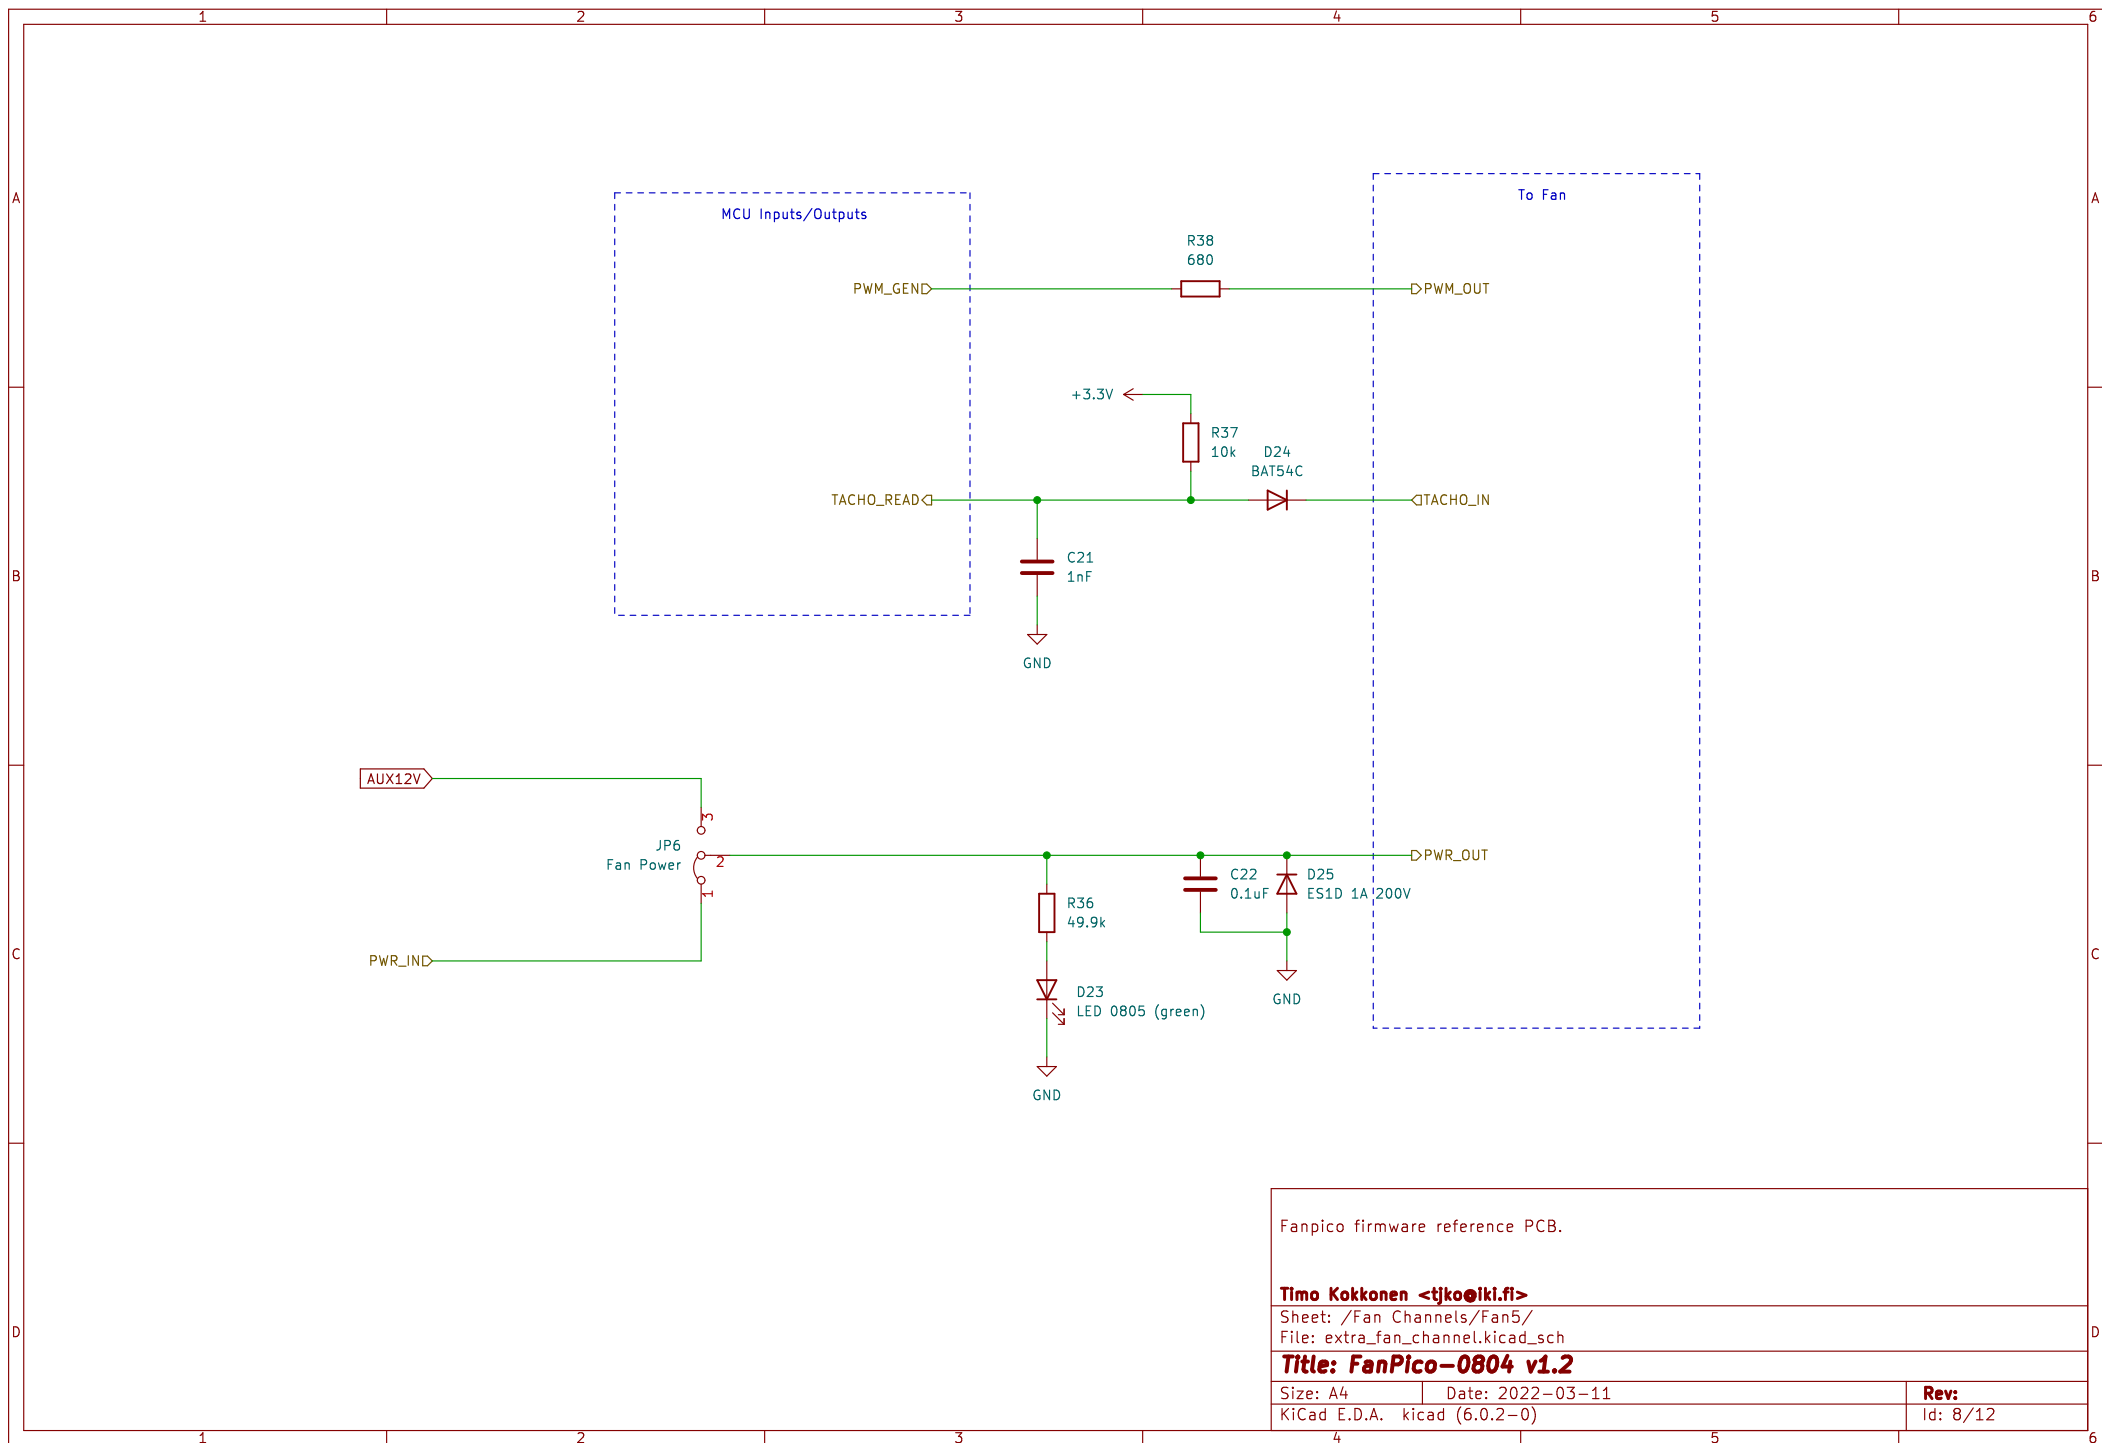 1 2 3 4 5 6
A A
To Fan
MCU Inputs/Outputs
R38
680
PWM_GEN
PWM_OUT
+3.3V
R37
10k
D24
BAT54C
TACHO_READ
TACHO_IN
C21
1nF
B B
GND
AUX12V
3
JP6
Fan Power
2
1
PWR_OUT
C22
0.1uF
D25
ES1D 1A 200V
R36
49.9k
C C
PWR_IN
D23
LED 0805 (green)
GND
GND
Fanpico firmware reference PCB.
Timo Kokkonen <tjko@iki.fi>
Sheet: /Fan Channels/Fan5/
File: extra_fan_channel.kicad_sch
D D
Title: FanPico-0804 v1.2
Size: A4 Date: 2022-03-11 Rev:
KiCad E.D.A. kicad (6.0.2-0) Id: 8/12
1 2 3 4 5 6